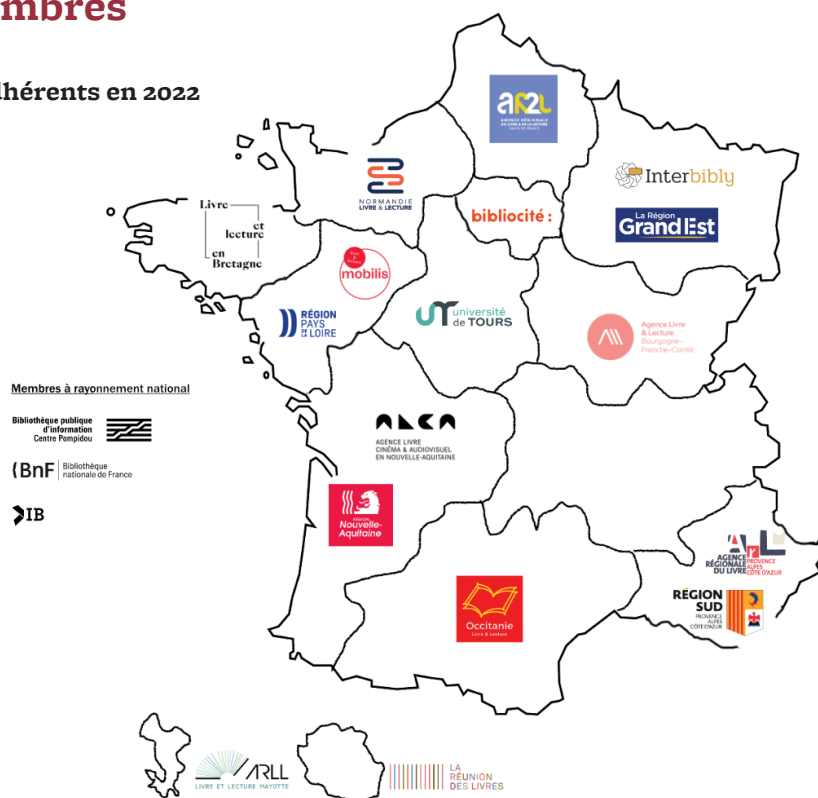 mbres
hérents en 2022
AR2L
AGENCE RÉGIONALE
DU LIVRE & DE LA LECTURE
HAUTS-DE-FRANCE
Interbibly
La Région
Grand Est
NORMANDIE
LIVRE & LECTURE
bibliocité :
Livre
et
lecture
en
Bretagne
mobilis
RÉGION
PAYS
DE LA LOIRE
université
de TOURS
Agence Livre
& Lecture
Bourgogne-
Franche-Comté
Membres à rayonnement national
Bibliothèque publique
d'information
Centre Pompidou
BnF
Bibliothèque
nationale de France
IB
ALCA
AGENCE LIVRE
CINÉMA & AUDIOVISUEL
EN NOUVELLE-AQUITAINE
RÉGION
Nouvelle-
Aquitaine
ArL
AGENCE
RÉGIONALE
DU LIVRE
PROVENCE
ALPES
CÔTE D'AZUR
RÉGION
SUD
PROVENCE
ALPES
CÔTE D'AZUR
Occitanie
Livre & Lecture
ARLL
LIVRE ET LECTURE MAYOTTE
LA
RÉUNION
DES LIVRES